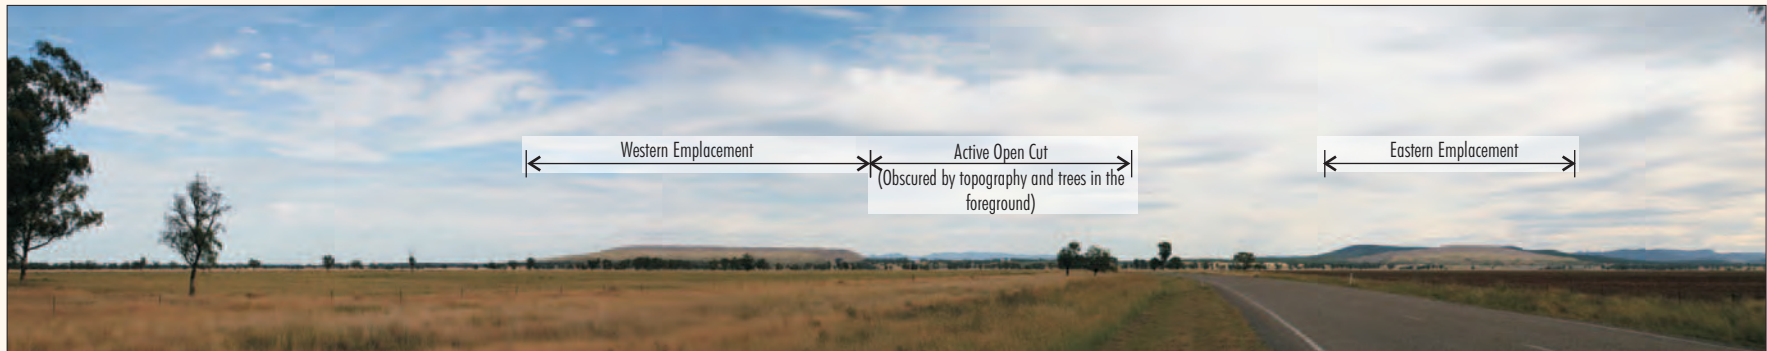 Western Emplacement
Active Open Cut
(Obscured by topography and trees in the
foreground)
Eastern Emplacement